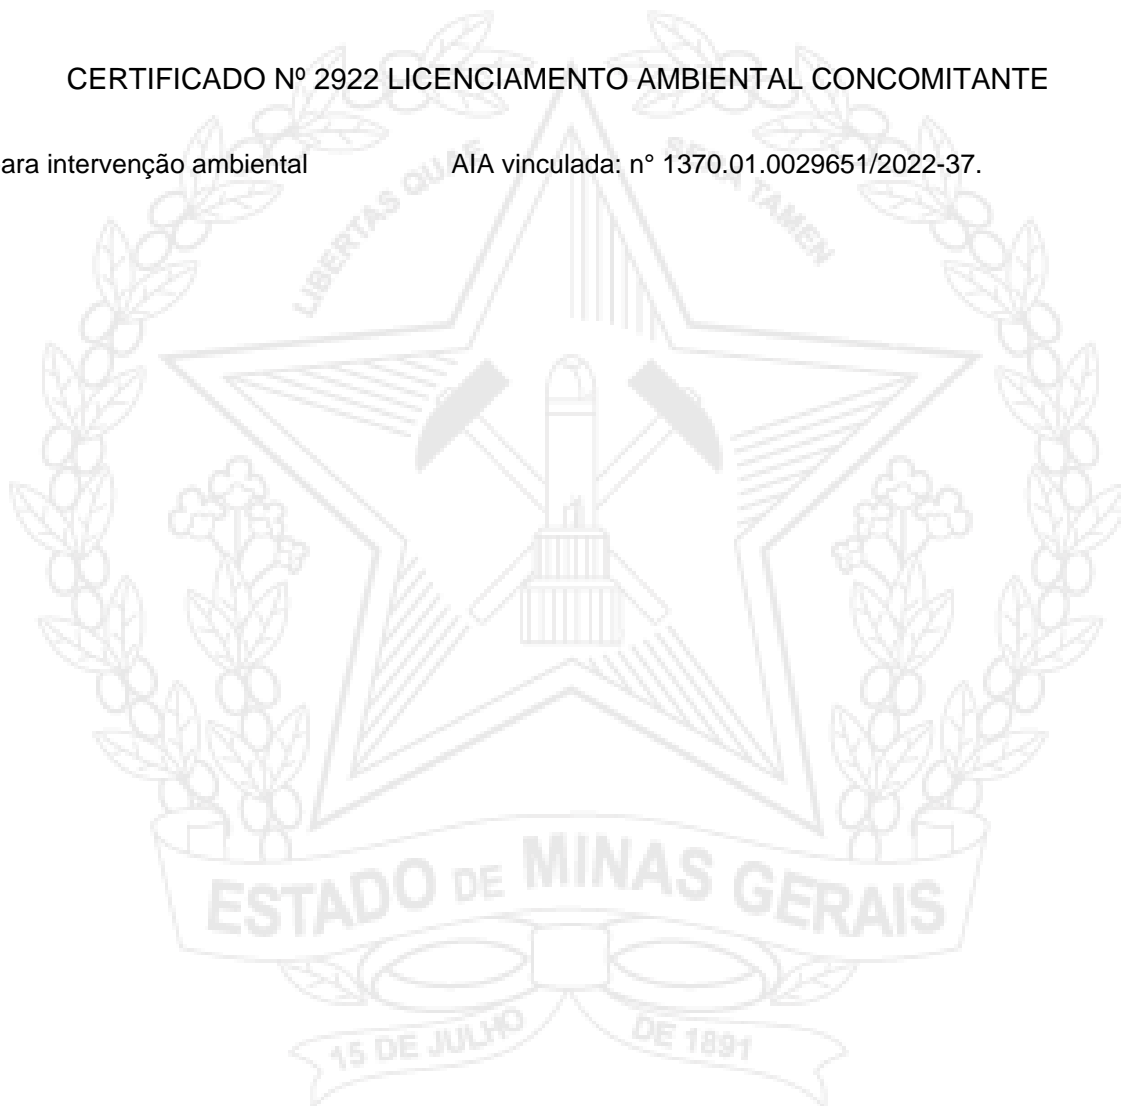 CERTIFICADO Nº 2922 LICENCIAMENTO AMBIENTAL CONCOMITANTE
ara intervenção ambiental AIA vinculada: n° 1370.01.0029651/2022-37.
LIBERTAS QUAE SERA TAMEN
ESTADO DE MINAS GERAIS
15 DE JULHO DE 1891